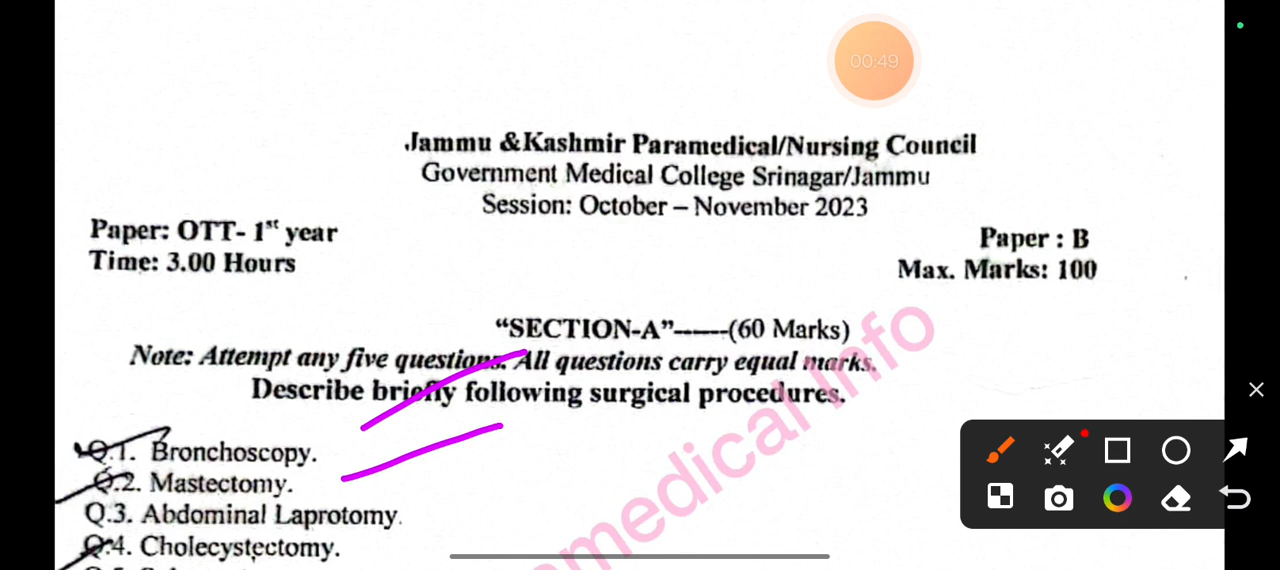 00:49
Jammu &Kashmir Paramedical/Nursing Council
Government Medical College Srinagar/Jammu
Session: October – November 2023
Paper: OTT- 1st year
Paper : B
Time: 3.00 Hours
Max. Marks: 100
“SECTION-A”-----(60 Marks)
Note: Attempt any five questions. All questions carry equal marks.
Describe briefly following surgical procedures.
Q.1. Bronchoscopy.
Q.2. Mastectomy.
Q.3. Abdominal Laprotomy.
Q.4. Cholecystectomy.
amedical Info